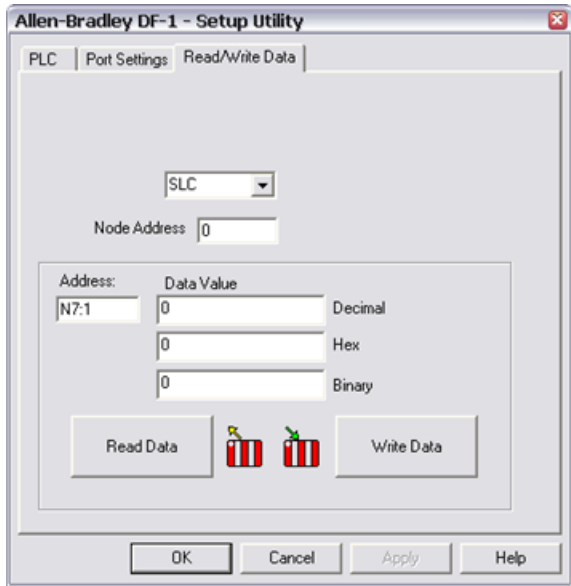 Allen-Bradley DF-1 - Setup Utility
PLC Port Settings Read/Write Data
SLC
Node Address 0
Address: Data Value
N7:1 0 Decimal
0 Hex
0 Binary
Read Data Write Data
OK Cancel Apply Help